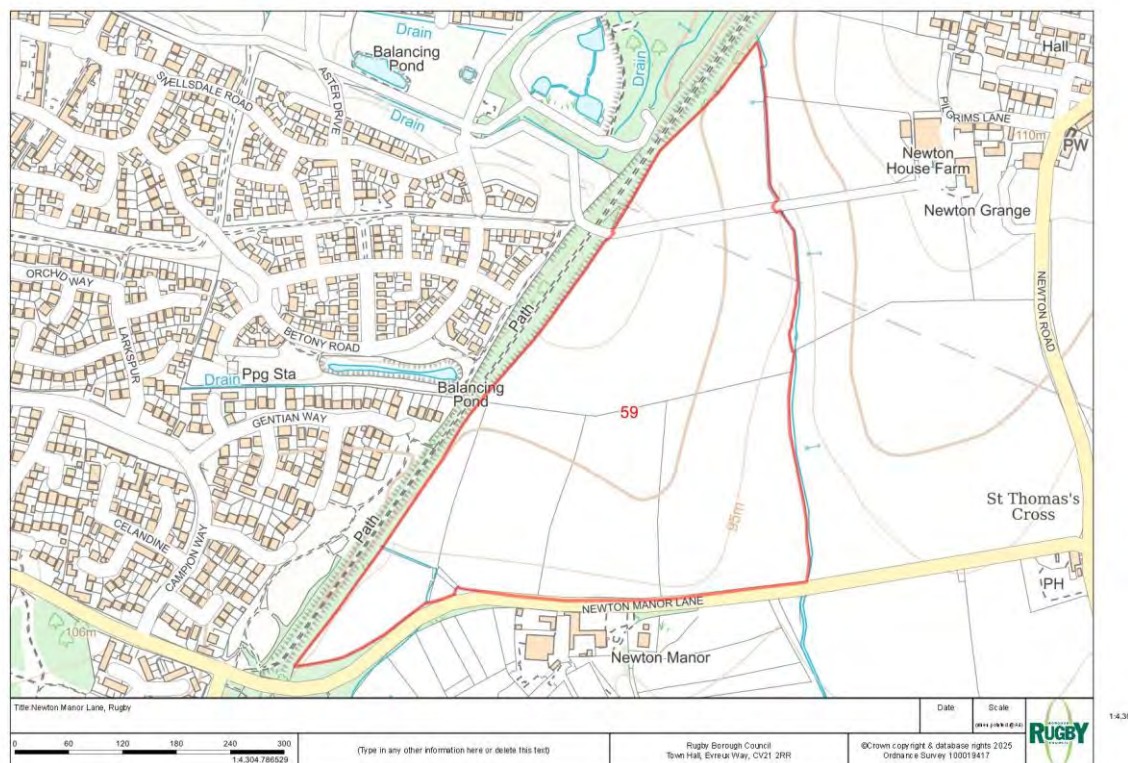 Drain
Balancing
Pond
SNELLSDALE ROAD
ASTER DRIVE
Drain
Drain
Hall
PILGRIMS LANE
110m
PW
Newton
House Farm
Newton Grange
NEWTON ROAD
ORCHID WAY
LARKSPUR
BETONY ROAD
Path
Drain
Ppg Sta
Balancing
Pond
GENTIAN WAY
59
95m
St Thomas's
Cross
Path
CELANDINE
CAMPION WAY
106m
NEWTON MANOR LANE
Newton Manor
PH
Title:Newton Manor Lane, Rugby
Date
Scale
0 60 120 180 240 300
1:4,304.786529
(Type in any other information here or delete this text)
Rugby Borough Council
Town Hall, Evreux Way, CV21 2RR
©Crown copyright & database rights 2025
Ordnance Survey 100019417
RUGBY
1:4,30